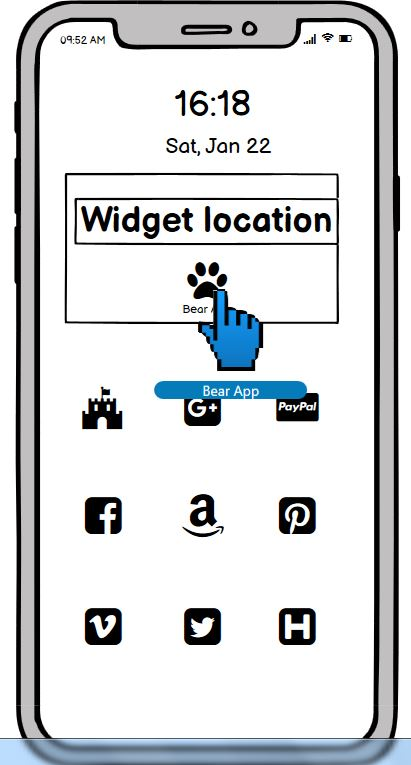 09:52 AM
16:18
Sat, Jan 22
Widget location
Bear
Bear App
G+
PayPal
f
a
P
V
H